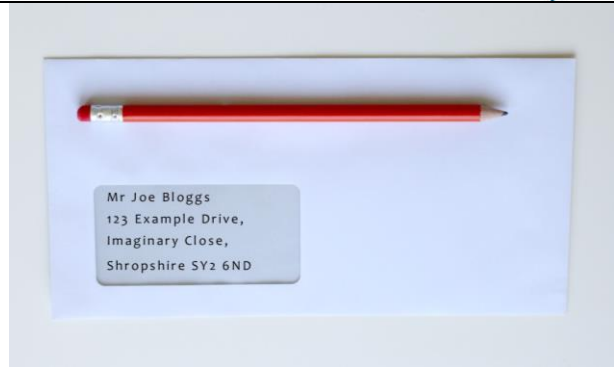 Mr Joe Bloggs
123 Example Drive,
Imaginary Close,
Shropshire SY2 6ND